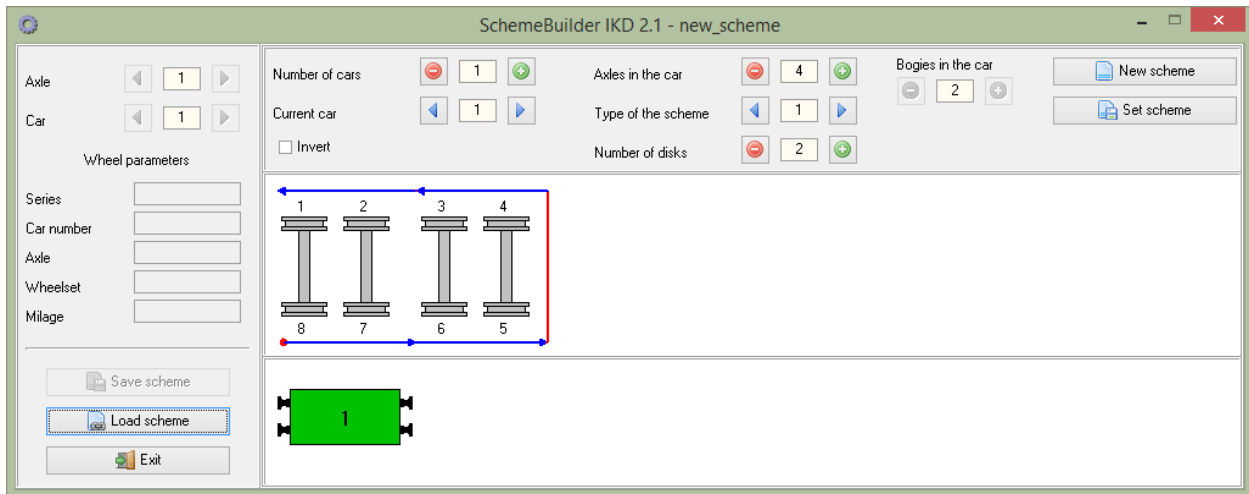 SchemeBuilder IKD 2.1 - new_scheme
Axle 1
Car 1
Wheel parameters
Series
Car number
Axle
Wheelset
Milage
Save scheme
Load scheme
Exit
Number of cars 1
Current car 1
Invert
Axles in the car 4
Type of the scheme 1
Number of disks 2
Bogies in the car
2
New scheme
Set scheme
1 2 3 4
8 7 6 5
1